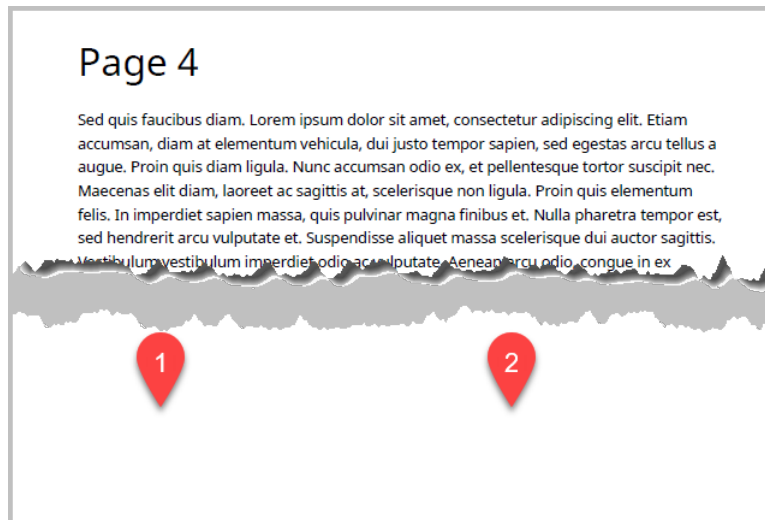 Page 4
Sed quis faucibus diam. Lorem ipsum dolor sit amet, consectetur adipiscing elit. Etiam
accumsan, diam at elementum vehicula, dui justo tempor sapien, sed egestas arcu tellus a
augue. Proin quis diam ligula. Nunc accumsan odio ex, et pellentesque tortor suscipit nec.
Maecenas elit diam, laoreet ac sagittis at, scelerisque non ligula. Proin quis elementum
felis. In imperdiet sapien massa, quis pulvinar magna finibus et. Nulla pharetra tempor est,
sed hendrerit arcu vulputate et. Suspendisse aliquet massa scelerisque dui auctor sagittis.
Vestibulum vestibulum imperdiet odio ac vulputate. Aenean arcu odio, congue in ex
1 2